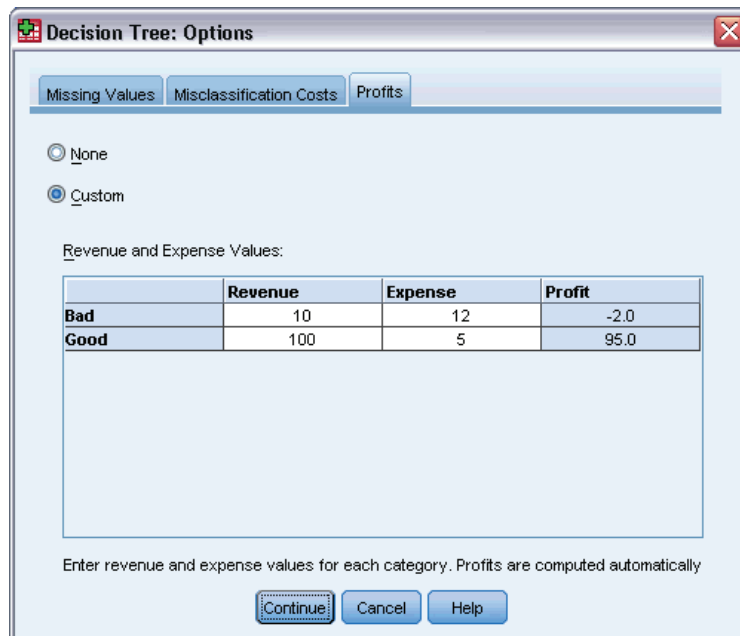 Decision Tree: Options
Missing Values Misclassification Costs Profits
None
Custom
Revenue and Expense Values:
Revenue Expense Profit
Bad 10 12 -2.0
Good 100 5 95.0
Enter revenue and expense values for each category. Profits are computed automatically
Continue Cancel Help